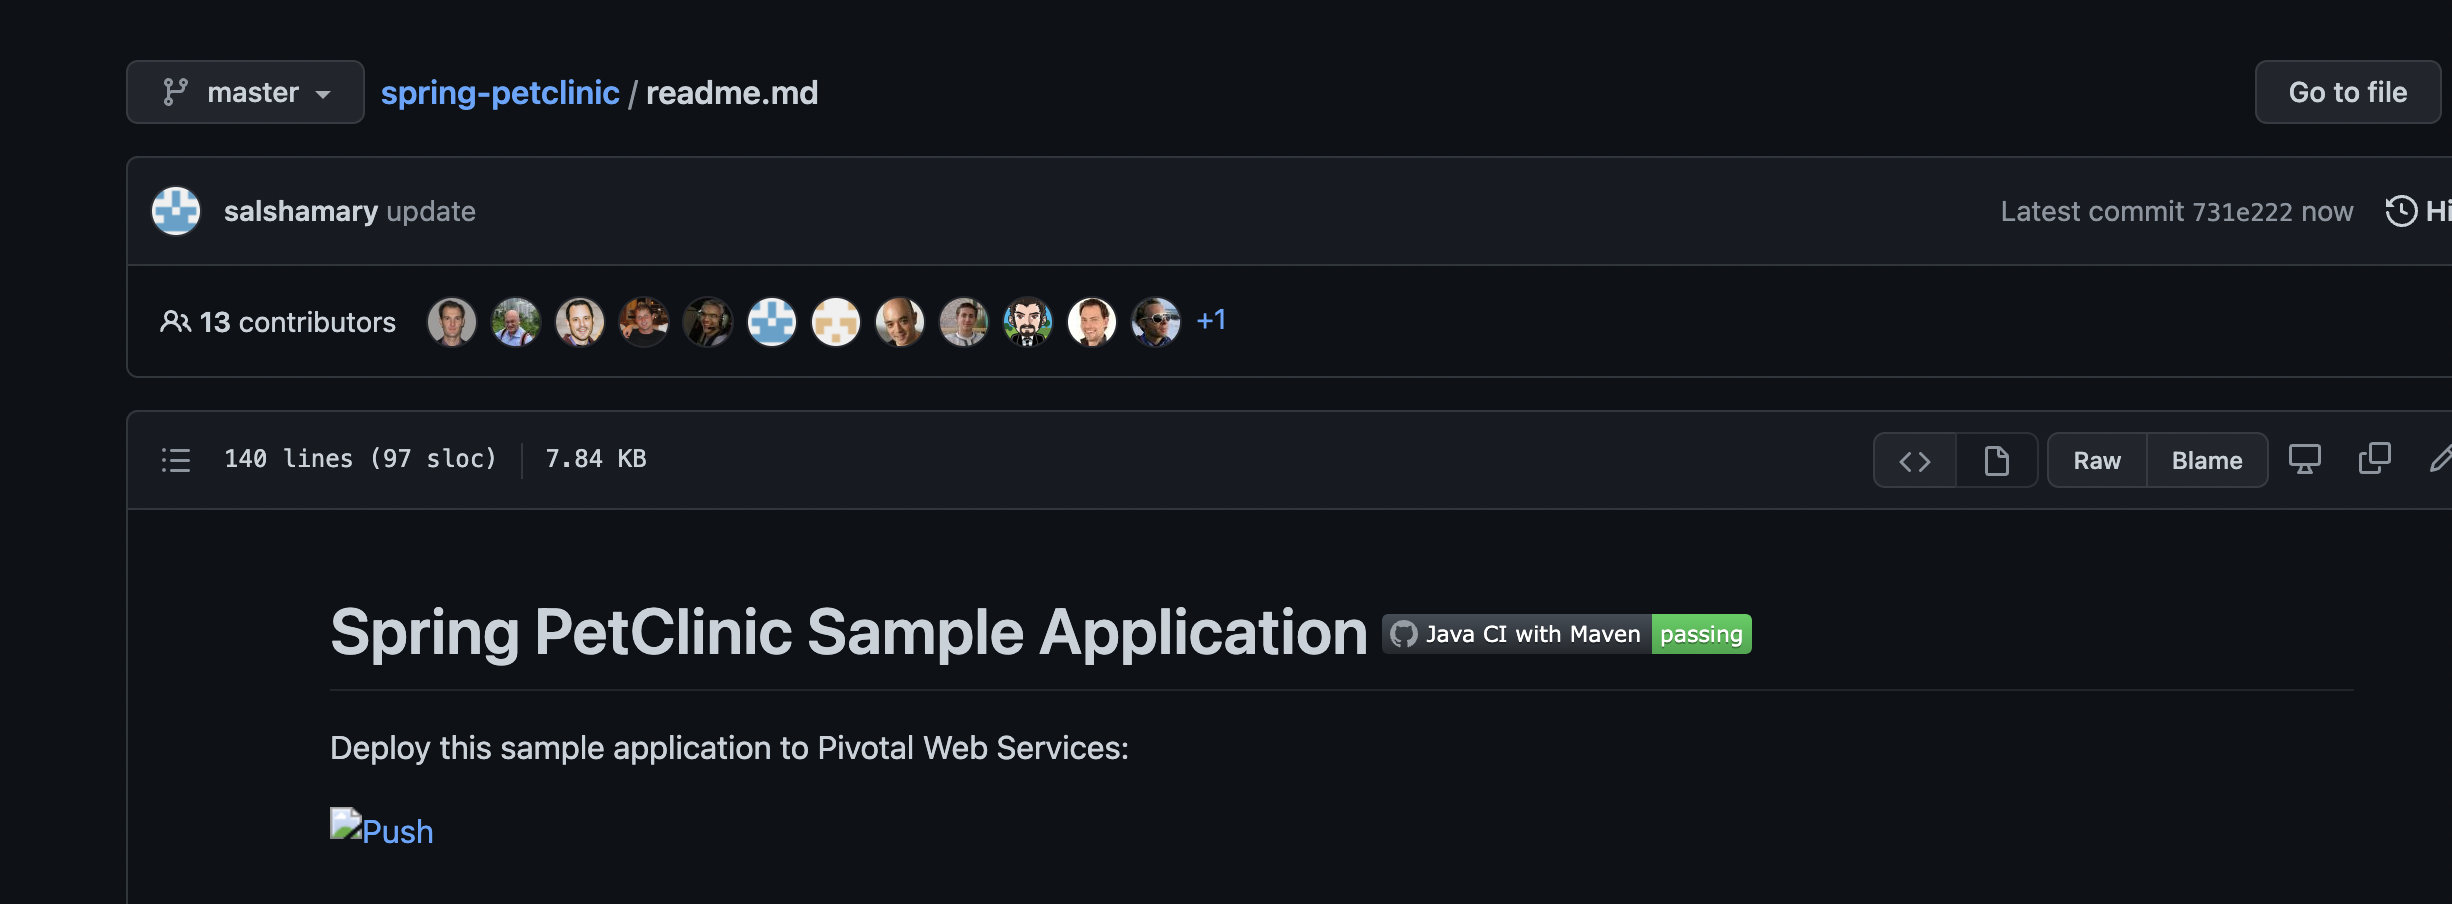 master spring-petclinic / readme.md Go to file
salshamary update Latest commit 731e222 now Hi
13 contributors +1
140 lines (97 sloc) 7.84 KB <> Raw Blame
Spring PetClinic Sample Application Java CI with Maven passing
Deploy this sample application to Pivotal Web Services:
Push